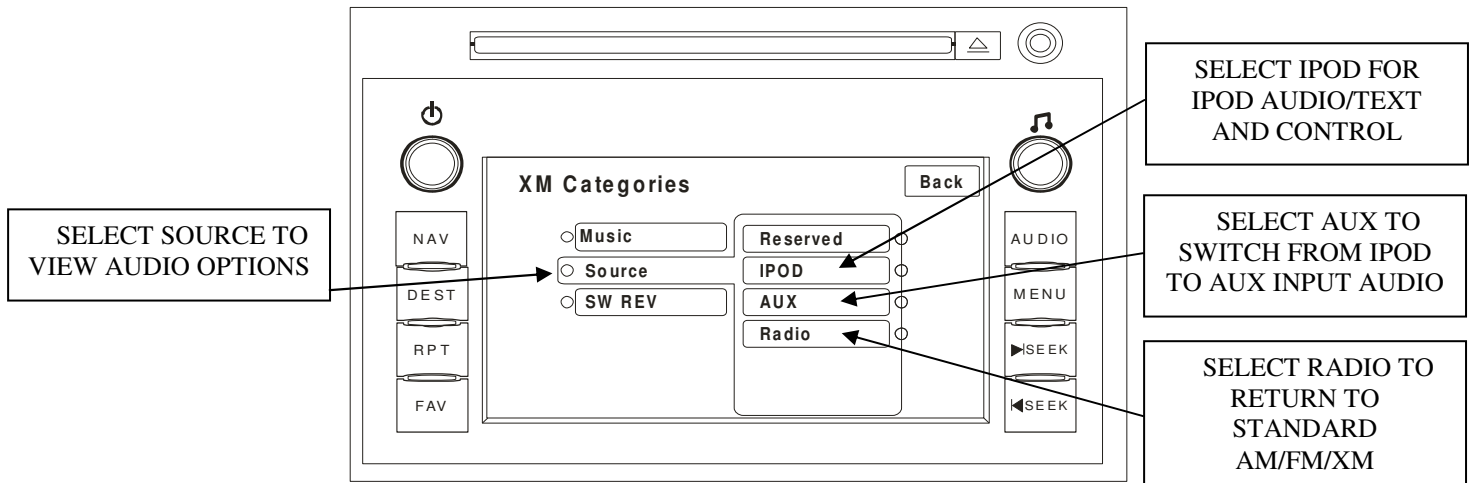 SELECT SOURCE TO
VIEW AUDIO OPTIONS
NAV
DEST
RPT
FAV
XM Categories
Back
Music
Source
SW REV
Reserved
IPOD
AUX
Radio
AUDIO
MENU
SEEK
SEEK
SELECT IPOD FOR
IPOD AUDIO/TEXT
AND CONTROL
SELECT AUX TO
SWITCH FROM IPOD
TO AUX INPUT AUDIO
SELECT RADIO TO
RETURN TO
STANDARD
AM/FM/XM